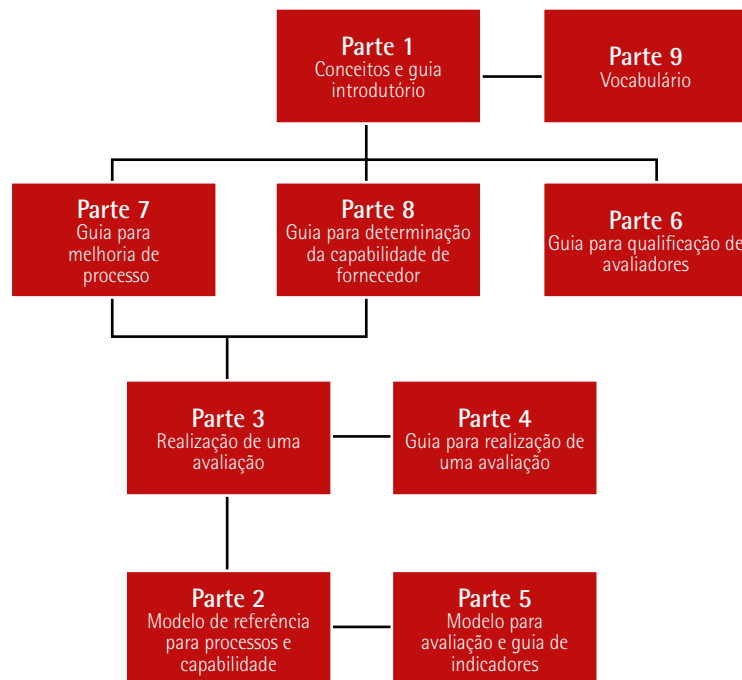 Parte 1
Conceitos e guia
introdutório
Parte 9
Vocabulário
Parte 7
Guia para
melhoria de
processo
Parte 8
Guia para determinação
da capabilidade de
fornecedor
Parte 6
Guia para qualificação de
avaliadores
Parte 3
Realização de uma
avaliação
Parte 4
Guia para realização de
uma avaliação
Parte 2
Modelo de referência
para processos e
capabilidade
Parte 5
Modelo para
avaliação e guia de
indicadores